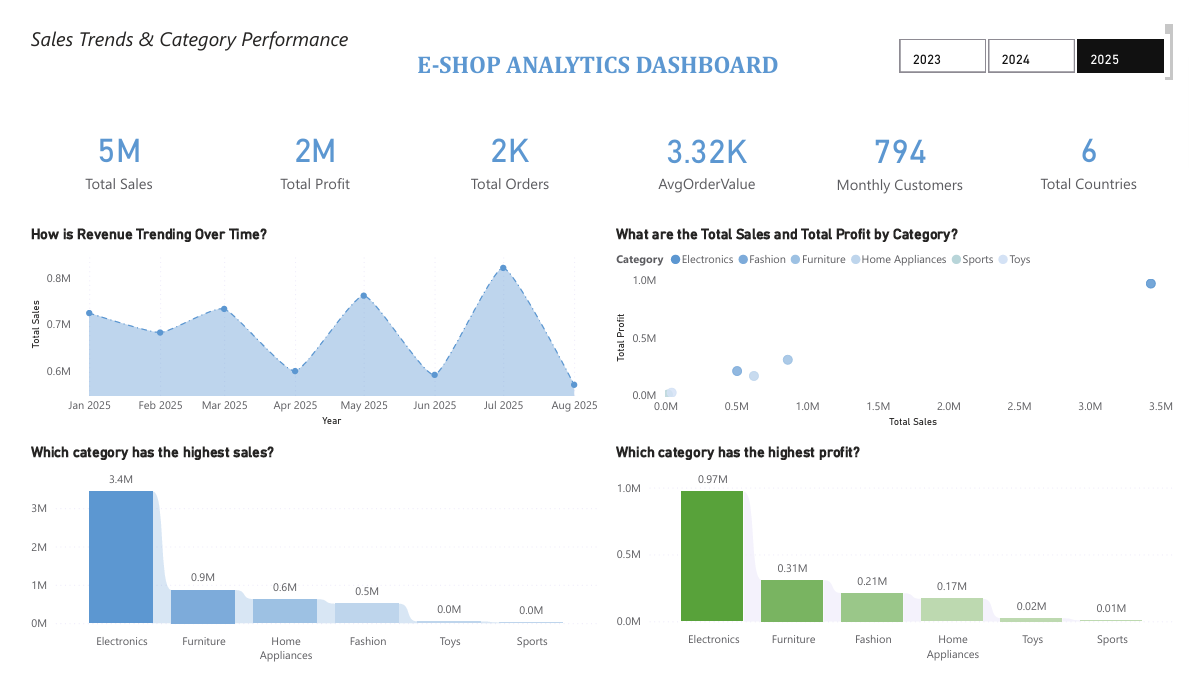 Sales Trends & Category Performance
E-SHOP ANALYTICS DASHBOARD
2023 2024 2025
5M 2M 2K 3.32K 794 6
Total Sales Total Profit Total Orders AvgOrderValue Monthly Customers Total Countries
How is Revenue Trending Over Time?
0.8M
0.7M
0.6M
Total Sales
Jan 2025 Feb 2025 Mar 2025 Apr 2025 May 2025 Jun 2025 Jul 2025 Aug 2025
Year
What are the Total Sales and Total Profit by Category?
Category Electronics Fashion Furniture Home Appliances Sports Toys
1.0M
0.5M
0.0M
Total Profit
0.0M 0.5M 1.0M 1.5M 2.0M 2.5M 3.0M 3.5M
Total Sales
Which category has the highest sales?
3M
2M
1M
0M
3.4M 0.9M 0.6M 0.5M 0.0M 0.0M
Electronics Furniture Home Fashion Toys Sports
Appliances
Which category has the highest profit?
1.0M
0.5M
0.0M
0.97M 0.31M 0.21M 0.17M 0.02M 0.01M
Electronics Furniture Fashion Home Toys Sports
Appliances